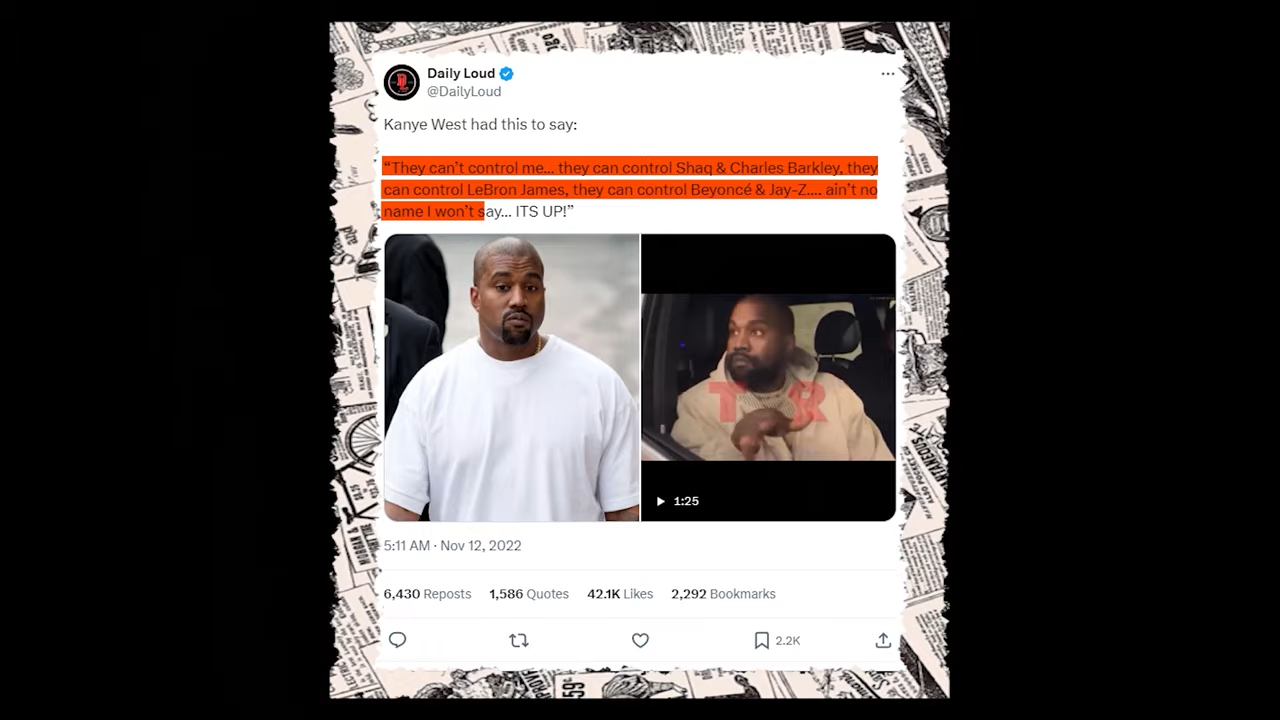 Daily Loud
@DailyLoud
Kanye West had this to say:
“They can’t control me... they can control Shaq & Charles Barkley, they
can control LeBron James, they can control Beyoncé & Jay-Z.... ain’t no
name I won’t say... ITS UP!”
1:25
5:11 AM · Nov 12, 2022
6,430 Reposts 1,586 Quotes 42.1K Likes 2,292 Bookmarks
2.2K